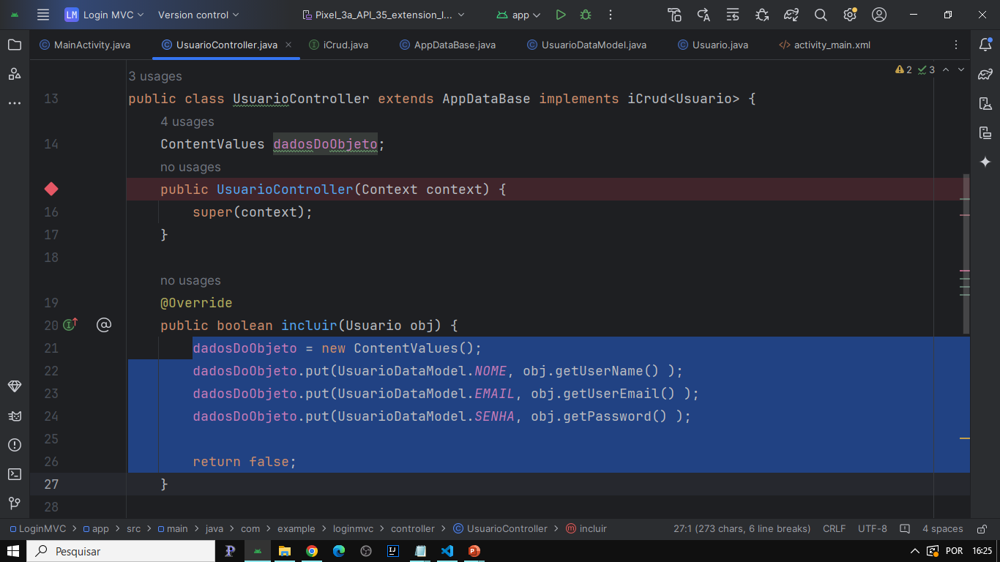 LM Login MVC Version control Pixel_3a_API_35_extension_l... app
MainActivity.java UsuarioController.java iCrud.java AppDataBase.java UsuarioDataModel.java Usuario.java activity_main.xml
2 3
3 usages
13 public class UsuarioController extends AppDataBase implements iCrud<Usuario> {
4 usages
14 ContentValues dadosDoObjeto;
no usages
public UsuarioController(Context context) {
16 super(context);
17 }
18
no usages
19 @Override
20 public boolean incluir(Usuario obj) {
21 dadosDoObjeto = new ContentValues();
22 dadosDoObjeto.put(UsuarioDataModel.NOME, obj.getUserName() );
23 dadosDoObjeto.put(UsuarioDataModel.EMAIL, obj.getUserEmail() );
24 dadosDoObjeto.put(UsuarioDataModel.SENHA, obj.getPassword() );
25
26 return false;
27 }
28
LoginMVC > app > src > main > java > com > example > loginmvc > controller > UsuarioController > incluir 27:1 (273 chars, 6 line breaks) CRLF UTF-8 4 spaces
Pesquisar POR 16:25